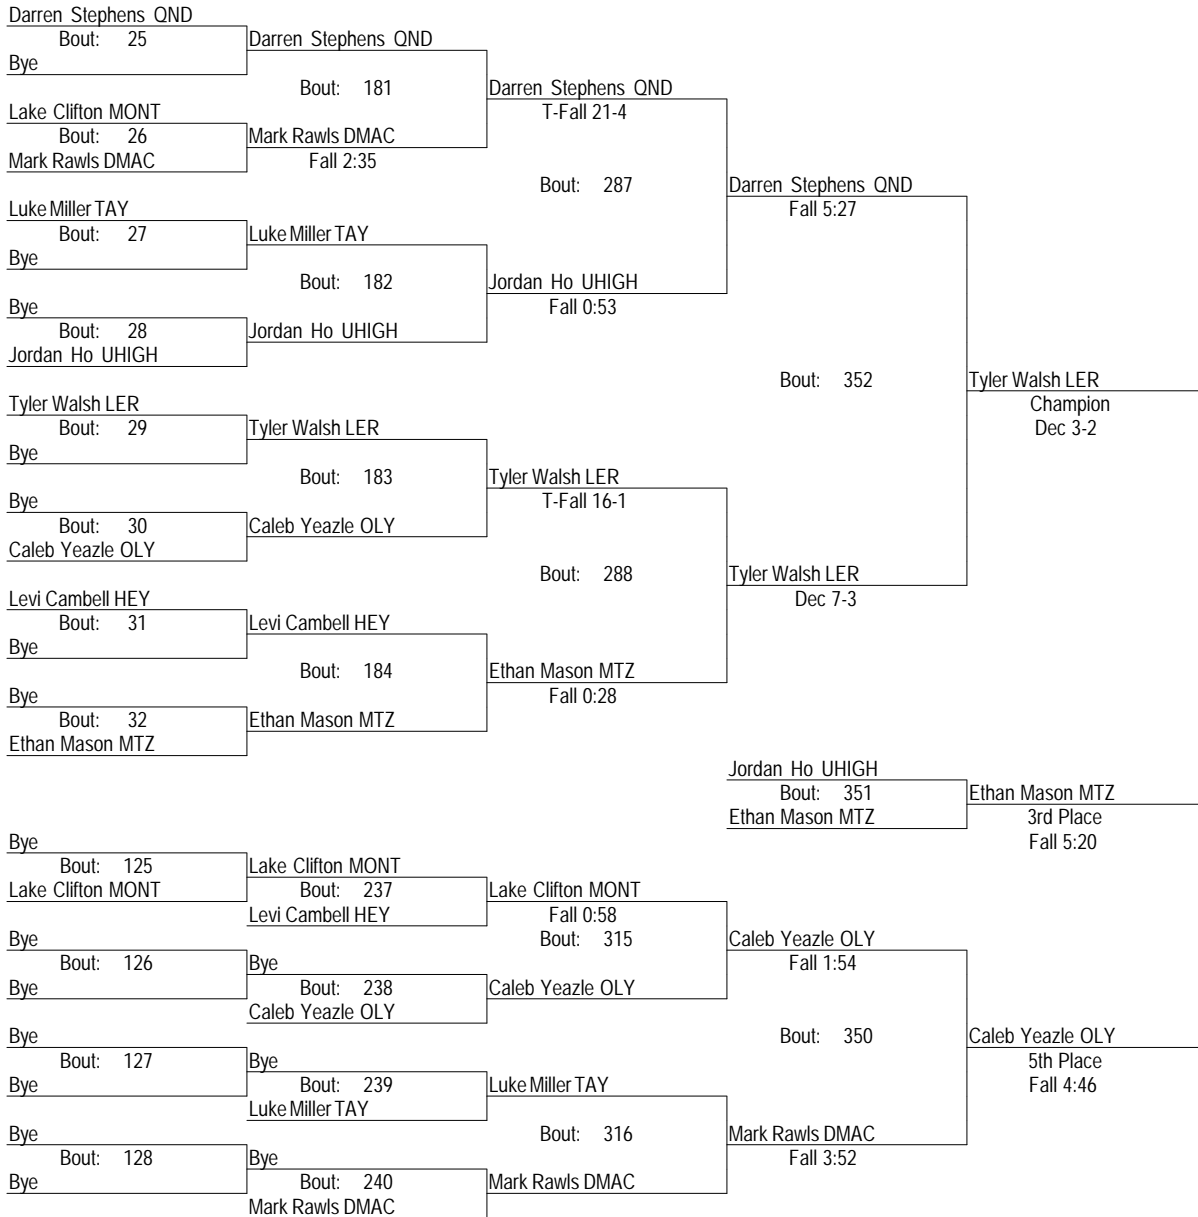 Darren Stephens QND
Bout: 25
Darren Stephens QND
Bye
Bout: 181
Darren Stephens QND
T-Fall 21-4
Lake Clifton MONT
Bout: 26
Mark Rawls DMAC
Mark Rawls DMAC
Fall 2:35
Bout: 287
Darren Stephens QND
Fall 5:27
Luke Miller TAY
Bout: 27
Luke Miller TAY
Bye
Bout: 182
Jordan Ho UHIGH
Fall 0:53
Bye
Bout: 28
Jordan Ho UHIGH
Jordan Ho UHIGH
Bout: 352
Tyler Walsh LER
Champion
Dec 3-2
Tyler Walsh LER
Bout: 29
Tyler Walsh LER
Bye
Bout: 183
Tyler Walsh LER
T-Fall 16-1
Bye
Bout: 30
Caleb Yeazle OLY
Caleb Yeazle OLY
Bout: 288
Tyler Walsh LER
Dec 7-3
Levi Cambell HEY
Bout: 31
Levi Cambell HEY
Bye
Bout: 184
Ethan Mason MTZ
Fall 0:28
Bye
Bout: 32
Ethan Mason MTZ
Ethan Mason MTZ
Jordan Ho UHIGH
Bout: 351
Ethan Mason MTZ
Ethan Mason MTZ
3rd Place
Fall 5:20
Bye
Bout: 125
Lake Clifton MONT
Lake Clifton MONT
Bout: 237
Lake Clifton MONT
Levi Cambell HEY
Fall 0:58
Bye
Bout: 315
Caleb Yeazle OLY
Fall 1:54
Bout: 126
Bye
Bye
Bout: 238
Caleb Yeazle OLY
Caleb Yeazle OLY
Bye
Bout: 350
Caleb Yeazle OLY
5th Place
Fall 4:46
Bout: 127
Bye
Bye
Bout: 239
Luke Miller TAY
Luke Miller TAY
Bye
Bout: 316
Mark Rawls DMAC
Fall 3:52
Bout: 128
Bye
Bye
Bout: 240
Mark Rawls DMAC
Mark Rawls DMAC